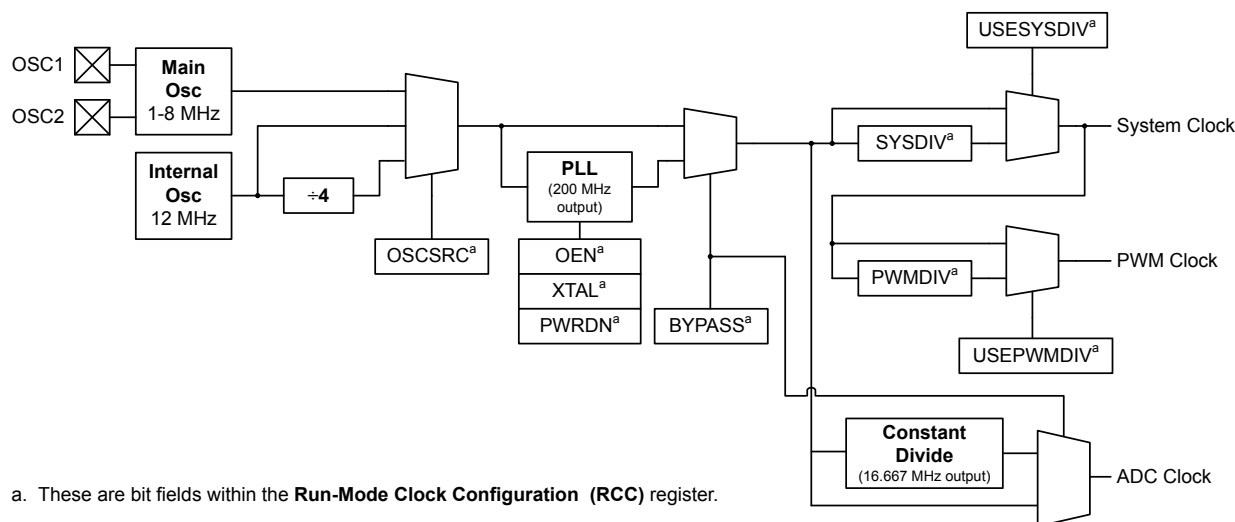 USESYSDIVᵃ
OSC1
OSC2
Main
Osc
1-8 MHz
System Clock
SYSDIVᵃ
Internal
Osc
12 MHz
÷4
PLL
(200 MHz
output)
OSCSRCᵃ
OENᵃ
XTALᵃ
PWRDNᵃ
BYPASSᵃ
PWMDIVᵃ
PWM Clock
USEPWMDIVᵃ
Constant
Divide
(16.667 MHz output)
ADC Clock
a. These are bit fields within the Run-Mode Clock Configuration (RCC) register.